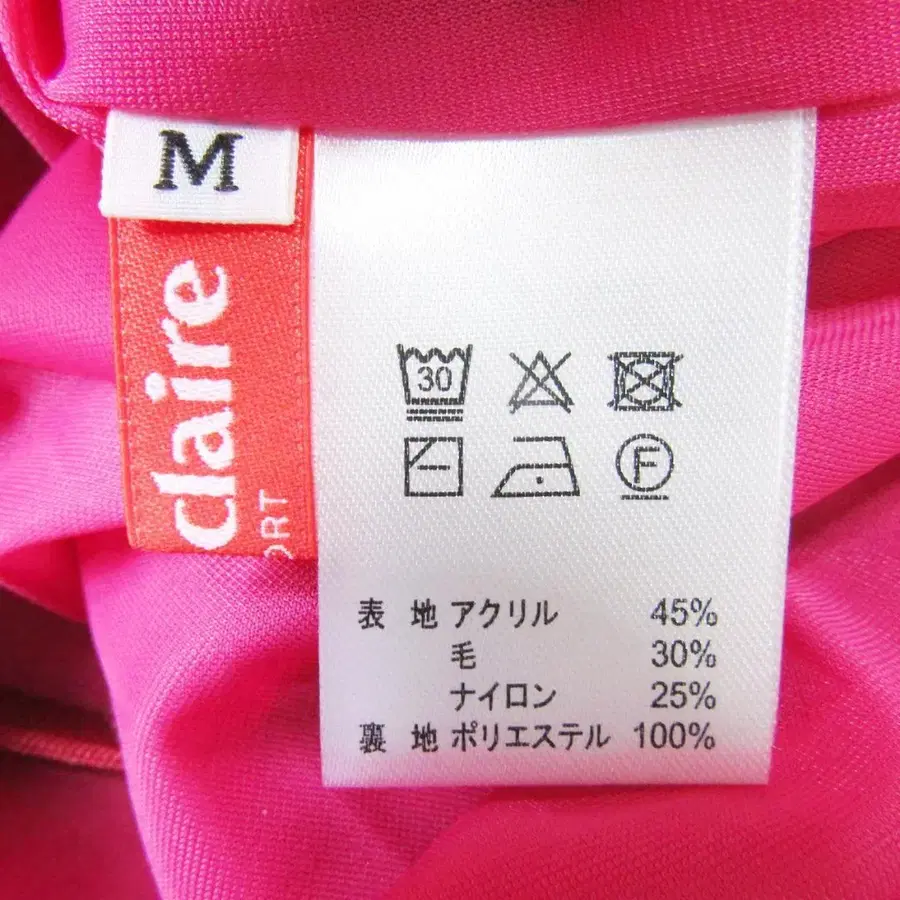 M
claire
ORT
30
F
表 地 アクリル 45%
毛 30%
ナイロン 25%
裏 地 ポリエステル 100%